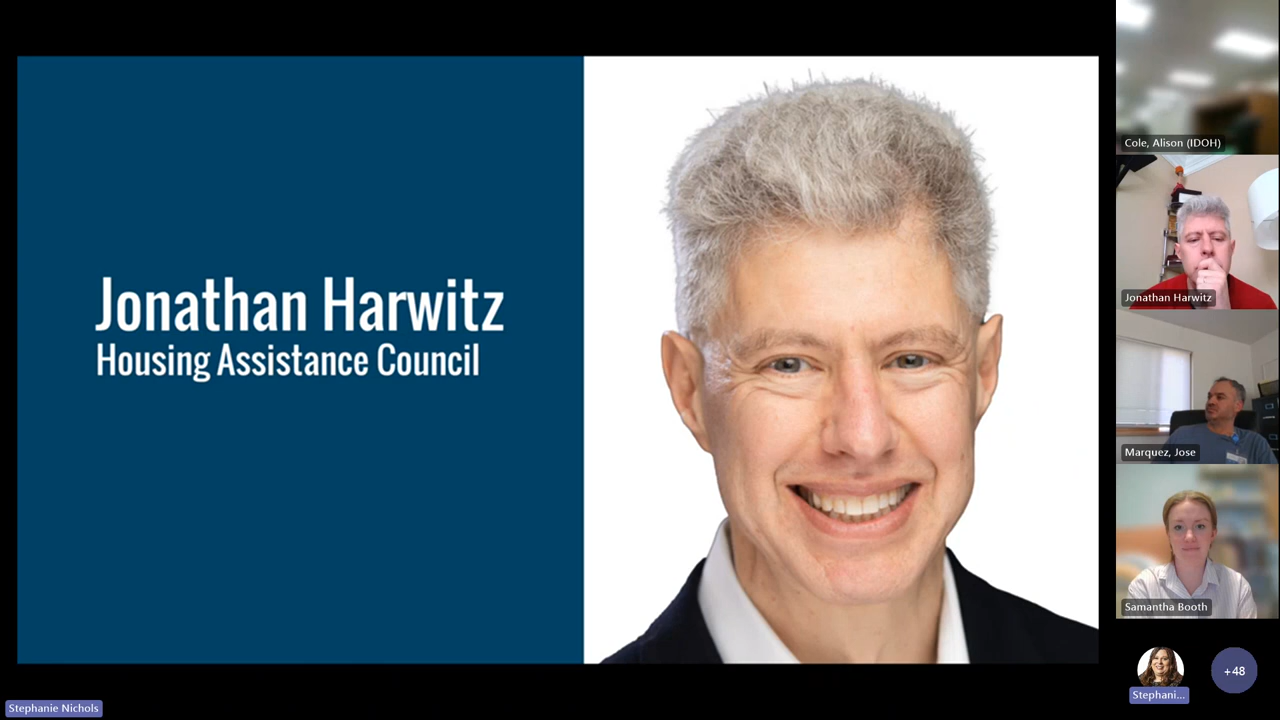 Jonathan Harwitz
Housing Assistance Council
Cole, Alison (IDOH)
Jonathan Harwitz
Marquez, Jose
Samantha Booth
Stephani...
+48
Stephanie Nichols